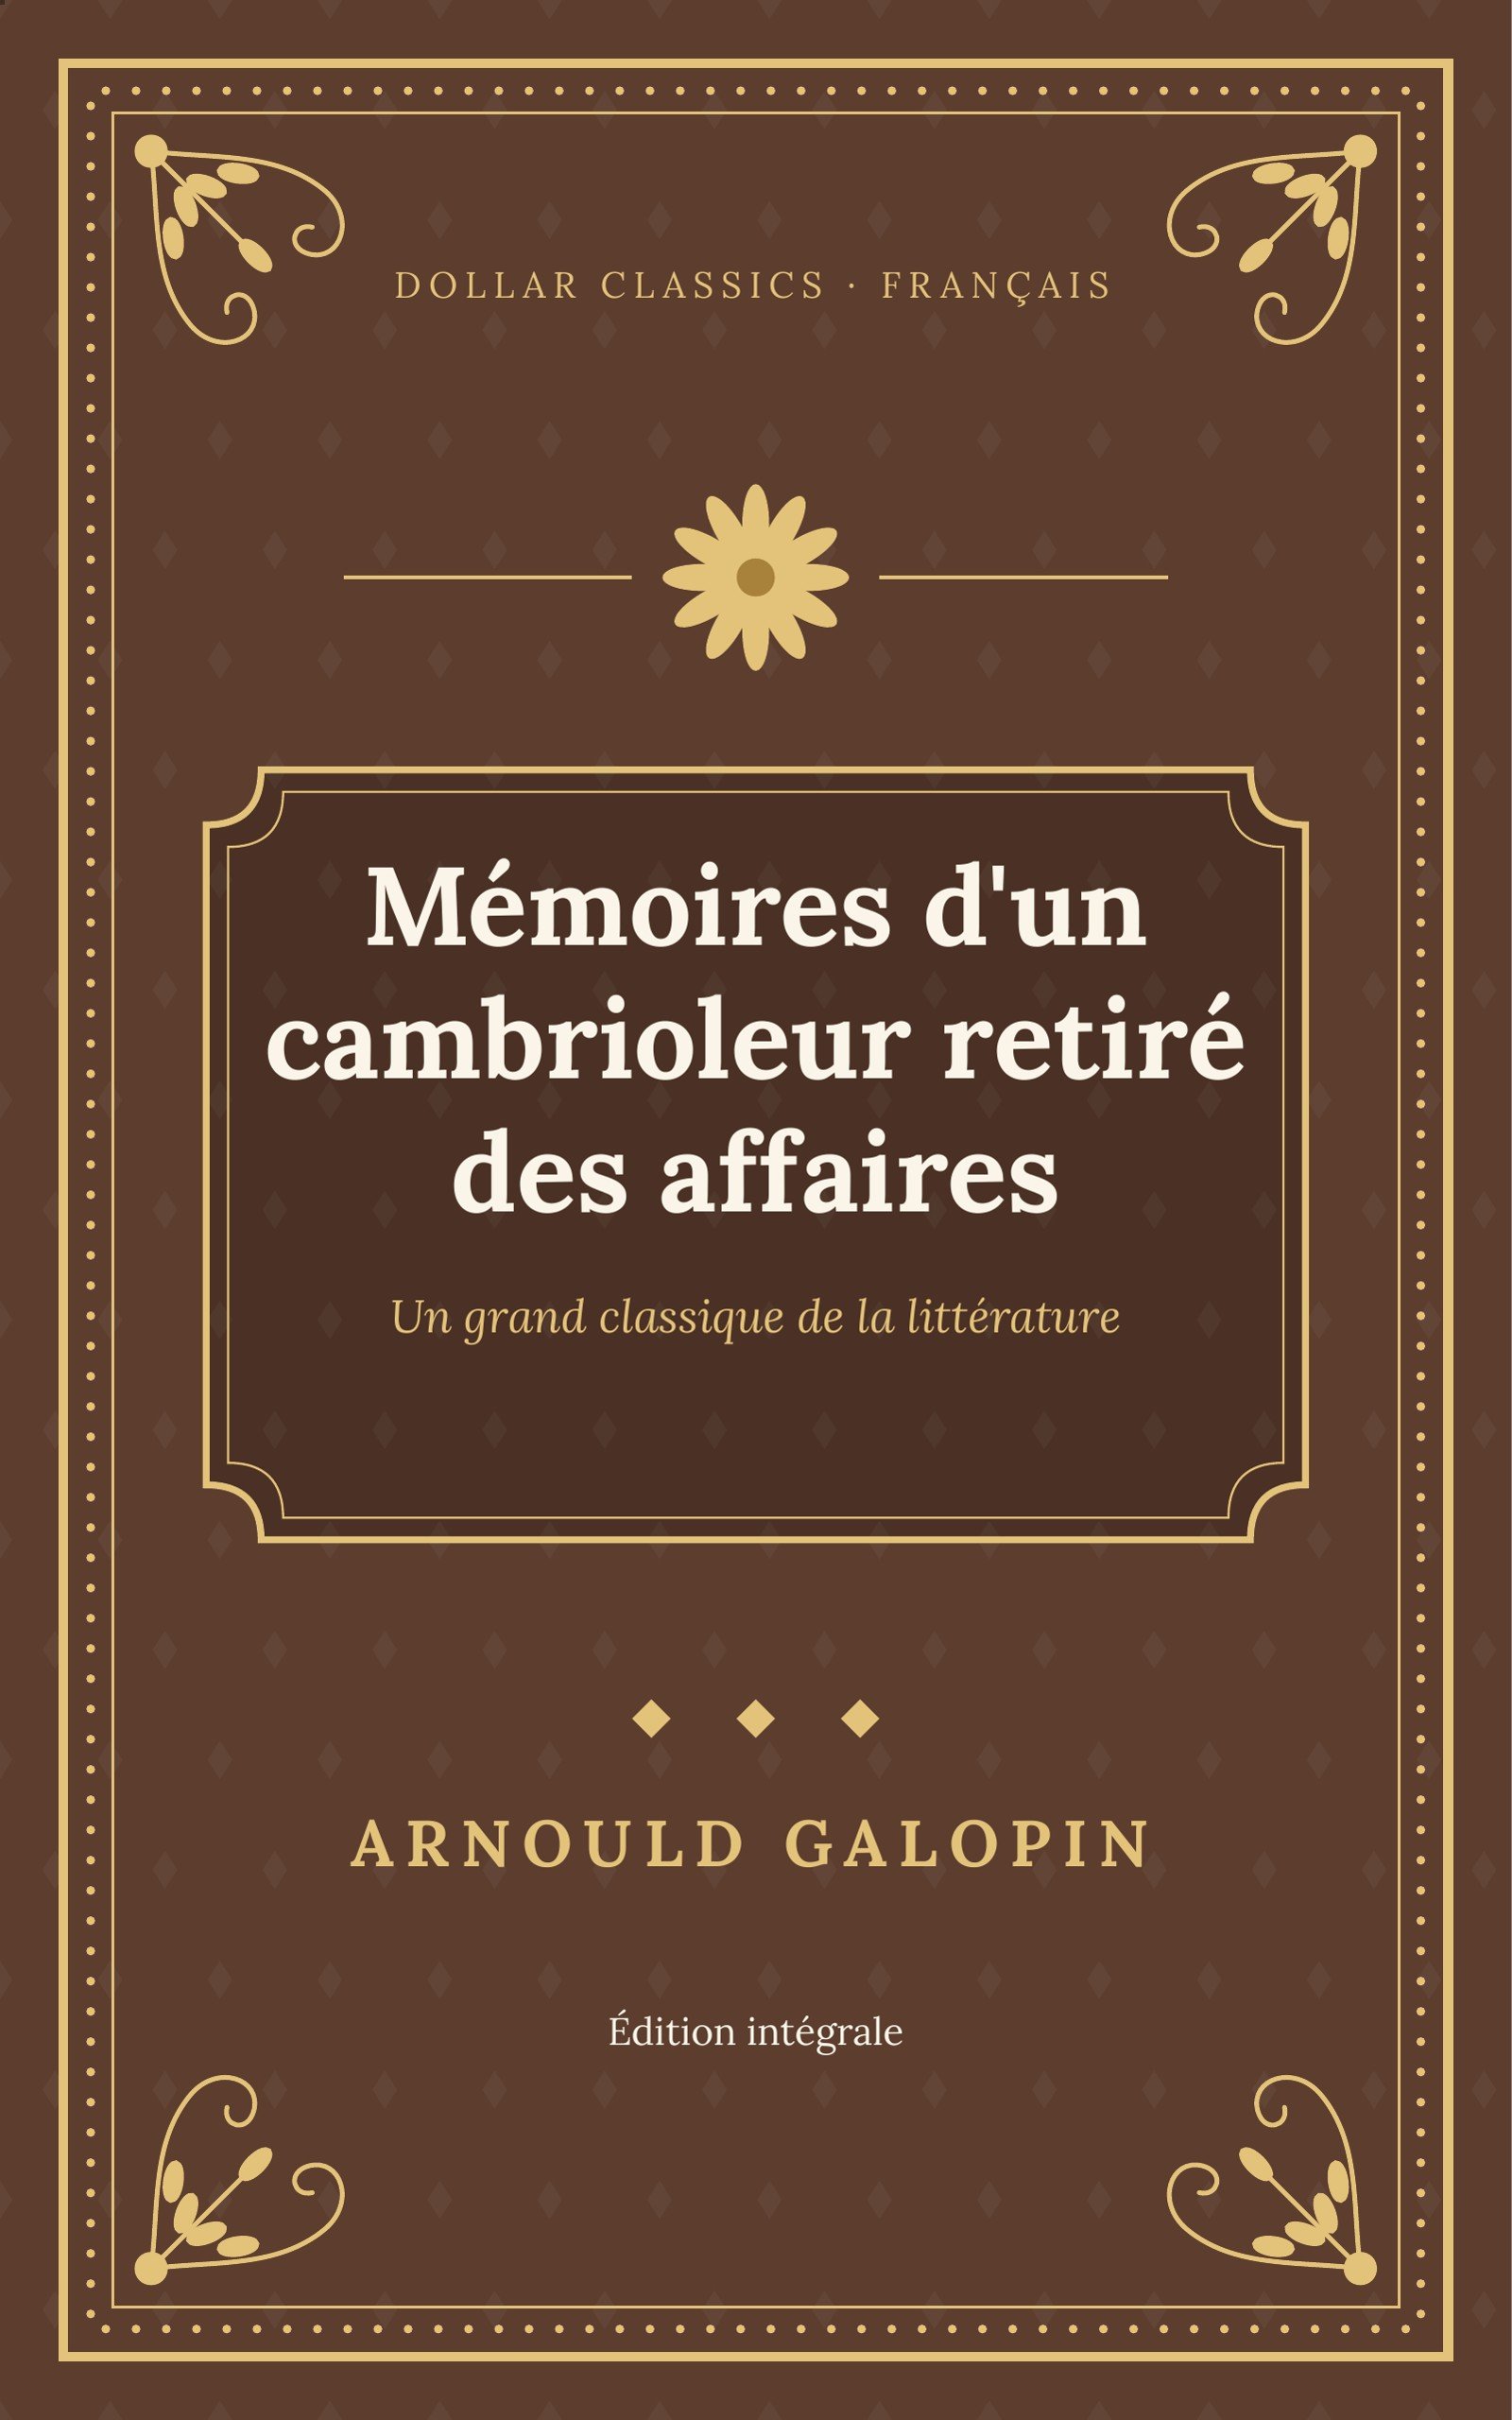 DOLLAR CLASSICS · FRANÇAIS
Mémoires d'un
cambrioleur retiré
des affaires
Un grand classique de la littérature
ARNOULD GALOPIN
Édition intégrale